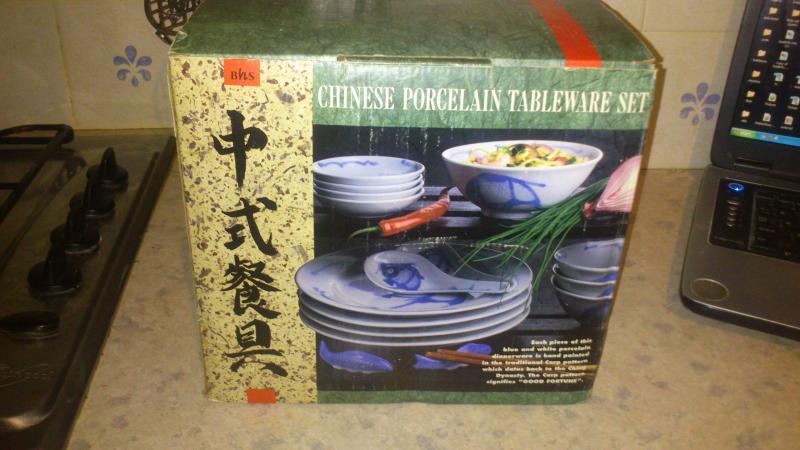 BhS
CHINESE PORCELAIN TABLEWARE SET
中式餐具
Each piece of this
blue and white porcelain
dinnerware is hand painted
in the traditional Carp pattern
which dates back to the Ching
Dynasty. The Carp pattern
signifies "GOOD FORTUNE".